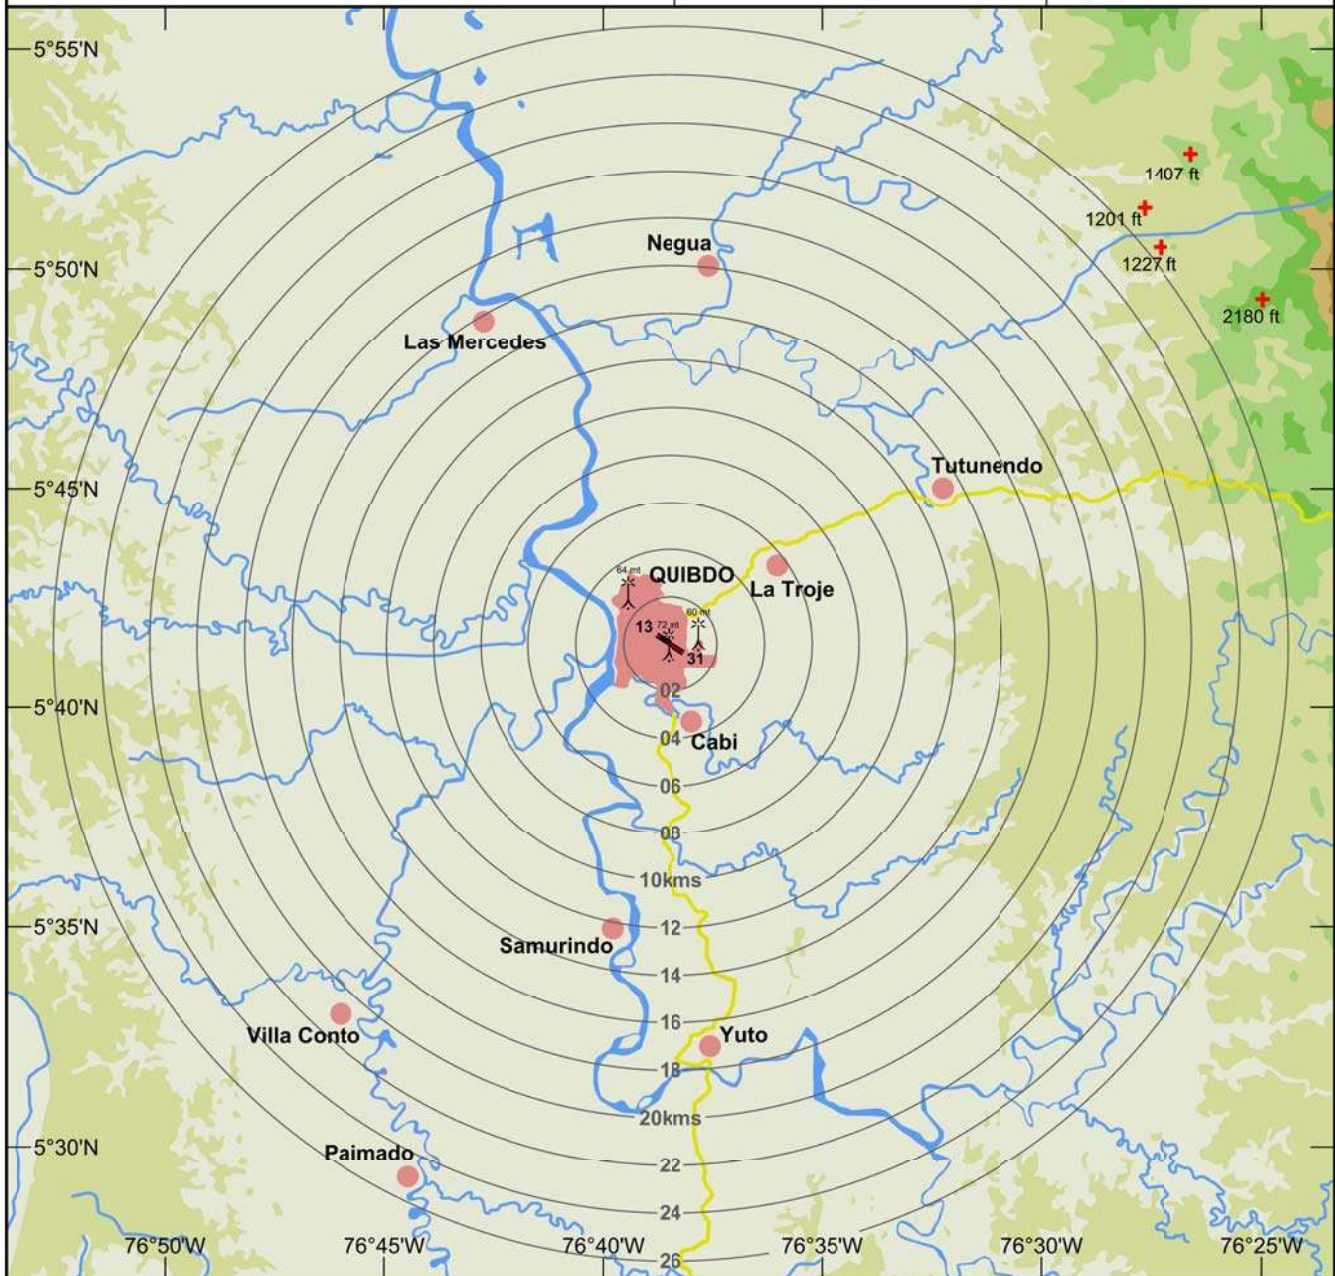 5°55'N
1407 ft
1201 ft
Negua
1227 ft
5°50'N
2180 ft
Las Mercedes
Tutunendo
5°45'N
64 mt
QUIBDO
La Troje
60 mt
13
72 mt
31
02
5°40'N
04
Cabi
06
08
10kms
5°35'N
12
Samurindo
14
16
Villa Conto
Yuto
18
20kms
5°30'N
Paimado
22
24
76°50'W
76°45'W
76°40'W
76°35'W
76°30'W
76°25'W
26